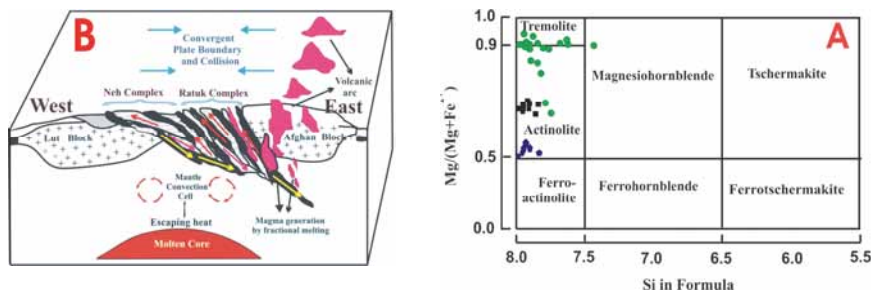 B
Convergent
Plate Boundary
and Collision
Volcanic
arc
West
Neh Complex
Ratuk Complex
East
Lut Block
Afghan Block
Mantle
Convection
Cell
Escaping heat
Magma generation
by fractional melting
Molten Core
A
Mg/(Mg+Fe
1.0
0.9
0.5
0.0
Tremolite
Magnesiohornblende
Tschermakite
Actinolite
Ferro-
actinolite
Ferrohornblende
Ferrotschermakite
8.0
7.5
7.0
6.5
6.0
5.5
Si in Formula